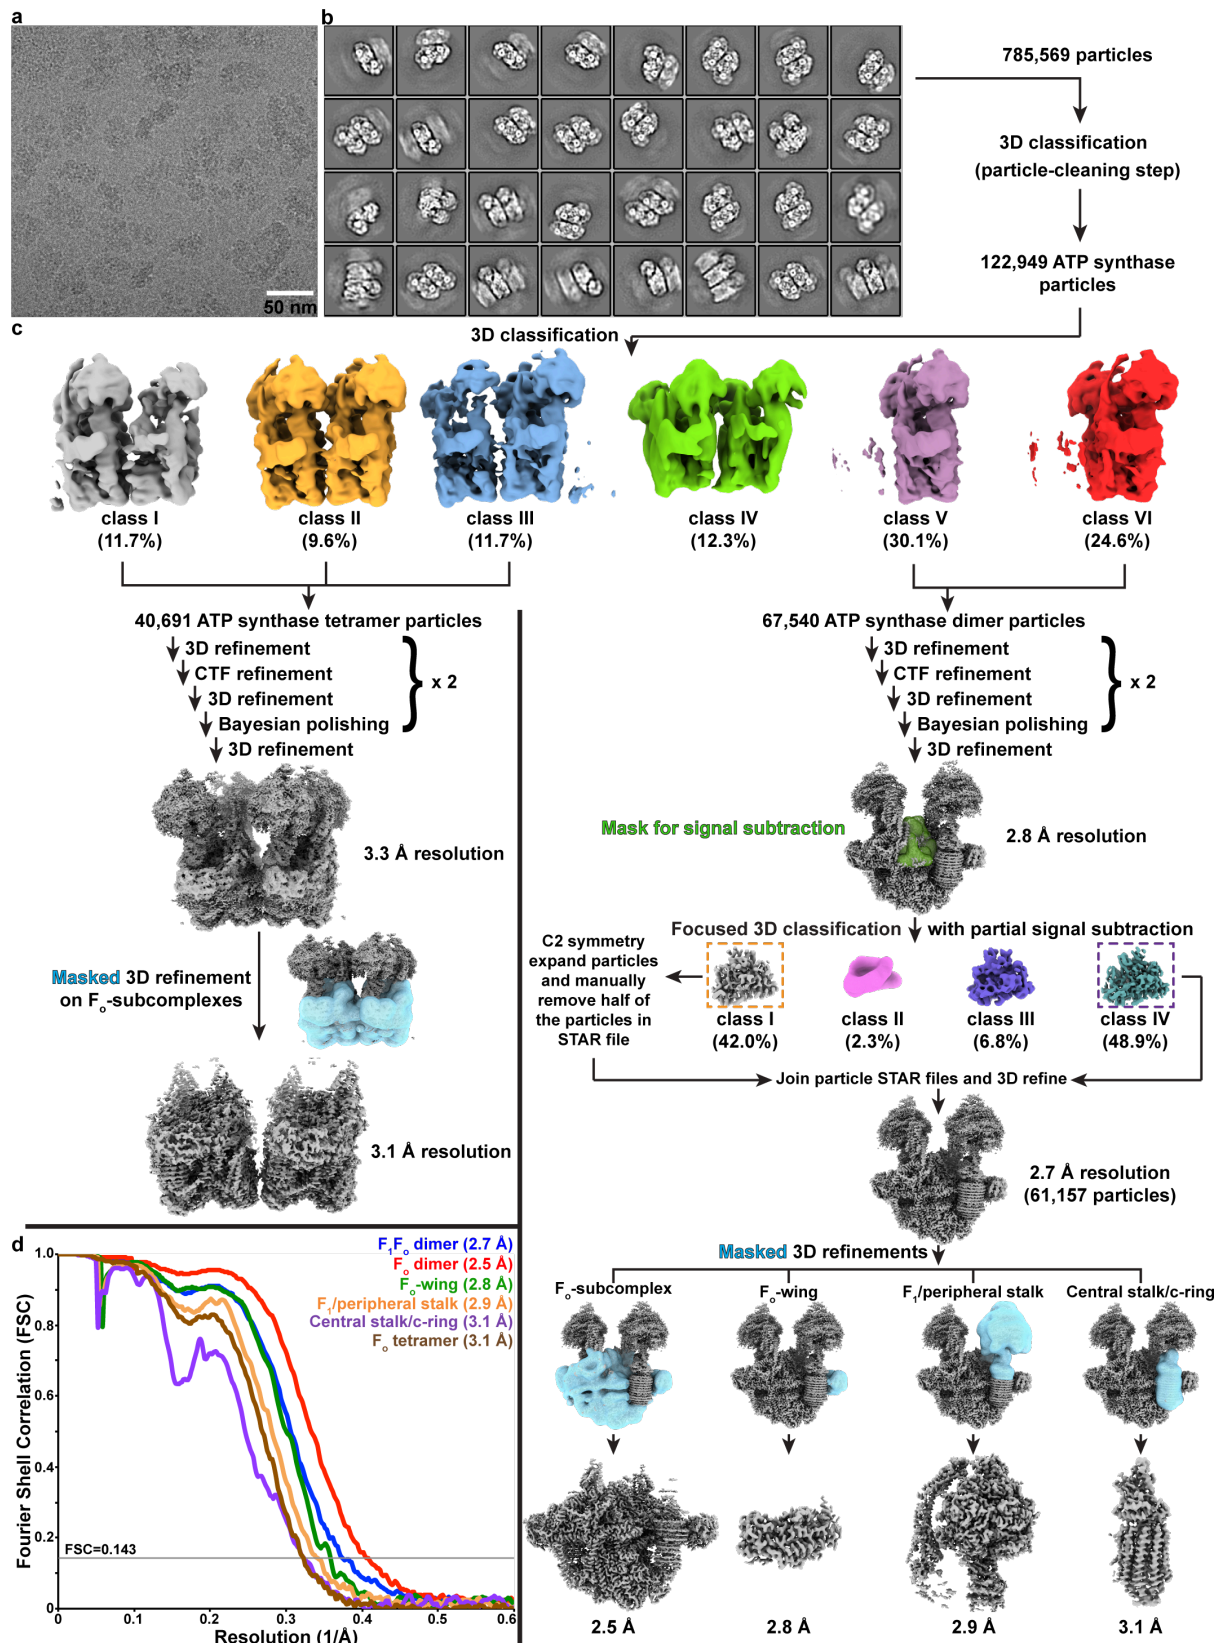 a
50 nm
b
785,569 particles
3D classification
(particle-cleaning step)
122,949 ATP synthase
particles
c
3D classification
class I
(11.7%)
class II
(9.6%)
class III
(11.7%)
class IV
(12.3%)
class V
(30.1%)
class VI
(24.6%)
40,691 ATP synthase tetramer particles
3D refinement
CTF refinement
3D refinement
Bayesian polishing
3D refinement
} x 2
3.3 Å resolution
Masked 3D refinement
on Fo-subcomplexes
3.1 Å resolution
67,540 ATP synthase dimer particles
3D refinement
CTF refinement
3D refinement
Bayesian polishing
3D refinement
} x 2
Mask for signal subtraction
2.8 Å resolution
Focused 3D classification with partial signal subtraction
C2 symmetry
expand particles
and manually
remove half of
the particles in
STAR file
class I
(42.0%)
class II
(2.3%)
class III
(6.8%)
class IV
(48.9%)
Join particle STAR files and 3D refine
2.7 Å resolution
(61,157 particles)
Masked 3D refinements
Fo-subcomplex
Fo-wing
F1/peripheral stalk
Central stalk/c-ring
2.5 Å
2.8 Å
2.9 Å
3.1 Å
d
F1Fo dimer (2.7 Å)
Fo dimer (2.5 Å)
Fo-wing (2.8 Å)
F1/peripheral stalk (2.9 Å)
Central stalk/c-ring (3.1 Å)
Fo tetramer (3.1 Å)
Fourier Shell Correlation (FSC)
1.0
0.8
0.6
0.4
0.2
0
FSC=0.143
0
0.1
0.2
0.3
0.4
0.5
0.6
Resolution (1/Å)